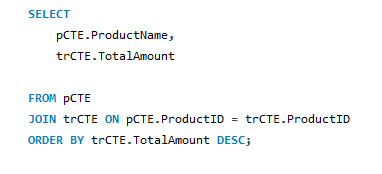 SELECT
pCTE.ProductName,
trCTE.TotalAmount
FROM pCTE
JOIN trCTE ON pCTE.ProductID = trCTE.ProductID
ORDER BY trCTE.TotalAmount DESC;